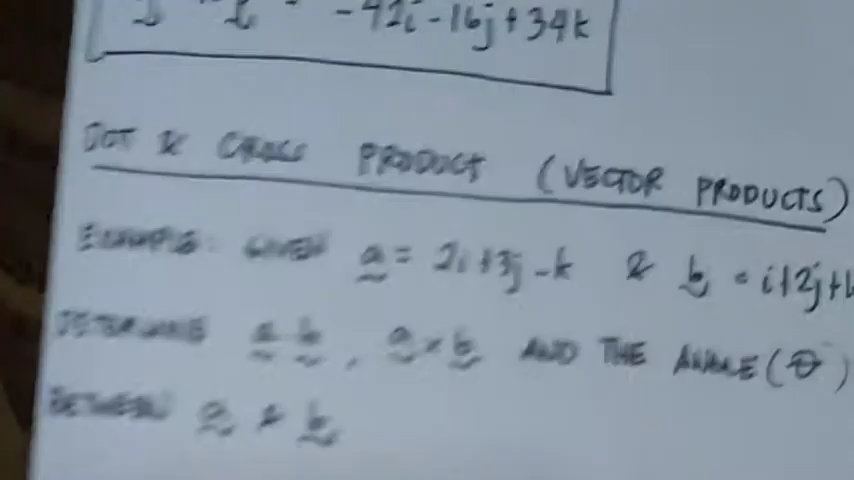 -42i-16j+34k
DOT & CROSS PRODUCT (VECTOR PRODUCTS)
EXAMPLE: GIVEN a = 2i+3j-k & b = i+2j+
DETERMINE a b, a×b AND THE ANGLE (θ)
BETWEEN a & b